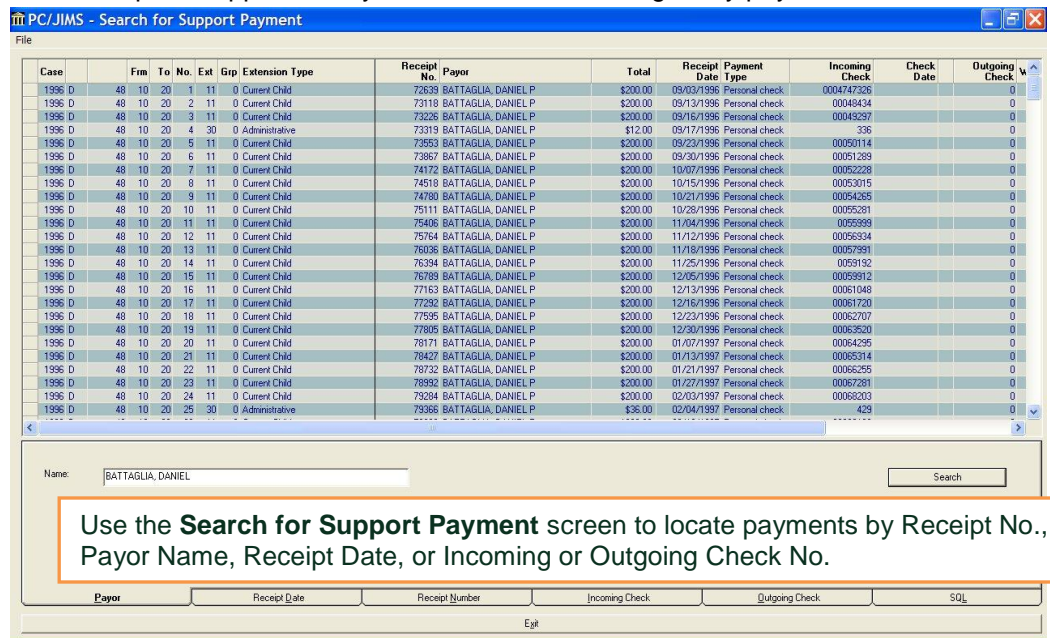 PC/JIMS - Search for Support Payment
File
Case Frm To No. Ext Grp Extension Type Receipt No. Payor Total Receipt Date Payment Type Incoming Check Check Date Outgoing Check
1996 D 48 10 20 1 11 0 Current Child 72639 BATTAGLIA, DANIEL P $200.00 09/03/1996 Personal check 0004747326 0
1996 D 48 10 20 2 11 0 Current Child 73118 BATTAGLIA, DANIEL P $200.00 09/13/1996 Personal check 00048434 0
1996 D 48 10 20 3 11 0 Current Child 73226 BATTAGLIA, DANIEL P $200.00 09/16/1996 Personal check 00049297 0
1996 D 48 10 20 4 30 0 Administrative 73319 BATTAGLIA, DANIEL P $12.00 09/17/1996 Personal check 336 0
1996 D 48 10 20 5 11 0 Current Child 73553 BATTAGLIA, DANIEL P $200.00 09/23/1996 Personal check 00050114 0
1996 D 48 10 20 6 11 0 Current Child 73867 BATTAGLIA, DANIEL P $200.00 09/30/1996 Personal check 00051289 0
1996 D 48 10 20 7 11 0 Current Child 74172 BATTAGLIA, DANIEL P $200.00 10/07/1996 Personal check 00052228 0
1996 D 48 10 20 8 11 0 Current Child 74518 BATTAGLIA, DANIEL P $200.00 10/15/1996 Personal check 00053015 0
1996 D 48 10 20 9 11 0 Current Child 74780 BATTAGLIA, DANIEL P $200.00 10/21/1996 Personal check 00054265 0
1996 D 48 10 20 10 11 0 Current Child 75111 BATTAGLIA, DANIEL P $200.00 10/28/1996 Personal check 00055281 0
1996 D 48 10 20 11 11 0 Current Child 75406 BATTAGLIA, DANIEL P $200.00 11/04/1996 Personal check 0055999 0
1996 D 48 10 20 12 11 0 Current Child 75764 BATTAGLIA, DANIEL P $200.00 11/12/1996 Personal check 00056934 0
1996 D 48 10 20 13 11 0 Current Child 76036 BATTAGLIA, DANIEL P $200.00 11/18/1996 Personal check 00057991 0
1996 D 48 10 20 14 11 0 Current Child 76394 BATTAGLIA, DANIEL P $200.00 11/25/1996 Personal check 0059192 0
1996 D 48 10 20 15 11 0 Current Child 76789 BATTAGLIA, DANIEL P $200.00 12/05/1996 Personal check 00059912 0
1996 D 48 10 20 16 11 0 Current Child 77163 BATTAGLIA, DANIEL P $200.00 12/13/1996 Personal check 00061048 0
1996 D 48 10 20 17 11 0 Current Child 77292 BATTAGLIA, DANIEL P $200.00 12/16/1996 Personal check 00061720 0
1996 D 48 10 20 18 11 0 Current Child 77595 BATTAGLIA, DANIEL P $200.00 12/23/1996 Personal check 00062707 0
1996 D 48 10 20 19 11 0 Current Child 77805 BATTAGLIA, DANIEL P $200.00 12/30/1996 Personal check 00063520 0
1996 D 48 10 20 20 11 0 Current Child 78171 BATTAGLIA, DANIEL P $200.00 01/07/1997 Personal check 00064295 0
1996 D 48 10 20 21 11 0 Current Child 78427 BATTAGLIA, DANIEL P $200.00 01/13/1997 Personal check 00065314 0
1996 D 48 10 20 22 11 0 Current Child 78732 BATTAGLIA, DANIEL P $200.00 01/21/1997 Personal check 00066255 0
1996 D 48 10 20 23 11 0 Current Child 78992 BATTAGLIA, DANIEL P $200.00 01/27/1997 Personal check 00067281 0
1996 D 48 10 20 24 11 0 Current Child 79284 BATTAGLIA, DANIEL P $200.00 02/03/1997 Personal check 00068203 0
1996 D 48 10 20 25 30 0 Administrative 79366 BATTAGLIA, DANIEL P $36.00 02/04/1997 Personal check 429 0
Name: BATTAGLIA, DANIEL Search
Use the Search for Support Payment screen to locate payments by Receipt No.,
Payor Name, Receipt Date, or Incoming or Outgoing Check No.
Payor Receipt Date Receipt Number Incoming Check Outgoing Check SQL
Exit